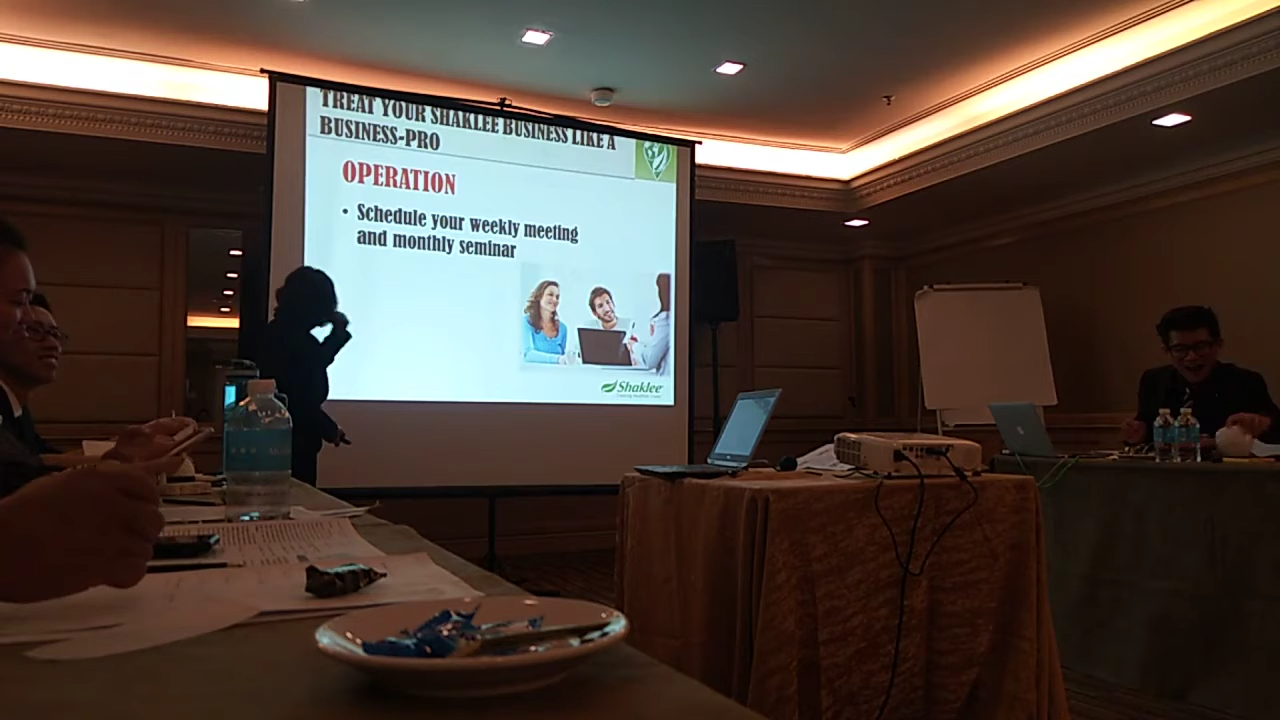 TREAT YOUR SHAKLEE BUSINESS LIKE A
BUSINESS-PRO
OPERATION
• Schedule your weekly meeting
and monthly seminar
Shaklee